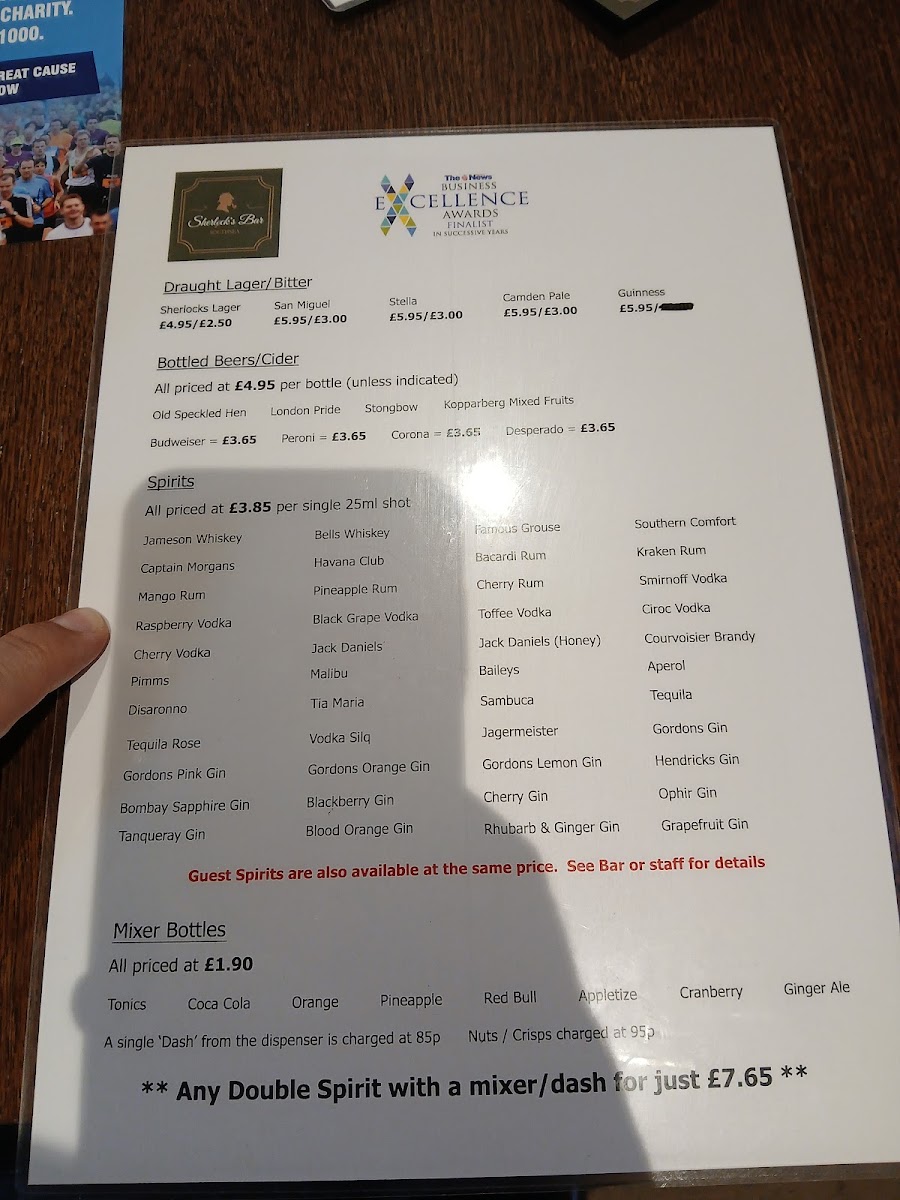 CHARITY.
1000.
REAT CAUSE
OW
Sherlock's Bar
SOUTHSEA
The News
BUSINESS
EXCELLENCE
AWARDS
FINALIST
IN SUCCESSIVE YEARS
Draught Lager/Bitter
Sherlocks Lager San Miguel Stella Camden Pale Guinness
£4.95/£2.50 £5.95/£3.00 £5.95/£3.00 £5.95/£3.00 £5.95/
Bottled Beers/Cider
All priced at £4.95 per bottle (unless indicated)
Old Speckled Hen London Pride Stongbow Kopparberg Mixed Fruits
Budweiser = £3.65 Peroni = £3.65 Corona = £3.65 Desperado = £3.65
Spirits
All priced at £3.85 per single 25ml shot
Jameson Whiskey Bells Whiskey Famous Grouse Southern Comfort
Captain Morgans Havana Club Bacardi Rum Kraken Rum
Mango Rum Pineapple Rum Cherry Rum Smirnoff Vodka
Raspberry Vodka Black Grape Vodka Toffee Vodka Ciroc Vodka
Cherry Vodka Jack Daniels Jack Daniels (Honey) Courvoisier Brandy
Pimms Malibu Baileys Aperol
Disaronno Tia Maria Sambuca Tequila
Tequila Rose Vodka Silq Jagermeister Gordons Gin
Gordons Pink Gin Gordons Orange Gin Gordons Lemon Gin Hendricks Gin
Bombay Sapphire Gin Blackberry Gin Cherry Gin Ophir Gin
Tanqueray Gin Blood Orange Gin Rhubarb & Ginger Gin Grapefruit Gin
Guest Spirits are also available at the same price. See Bar or staff for details
Mixer Bottles
All priced at £1.90
Tonics Coca Cola Orange Pineapple Red Bull Appletize Cranberry Ginger Ale
A single 'Dash' from the dispenser is charged at 85p Nuts / Crisps charged at 95p
** Any Double Spirit with a mixer/dash for just £7.65 **